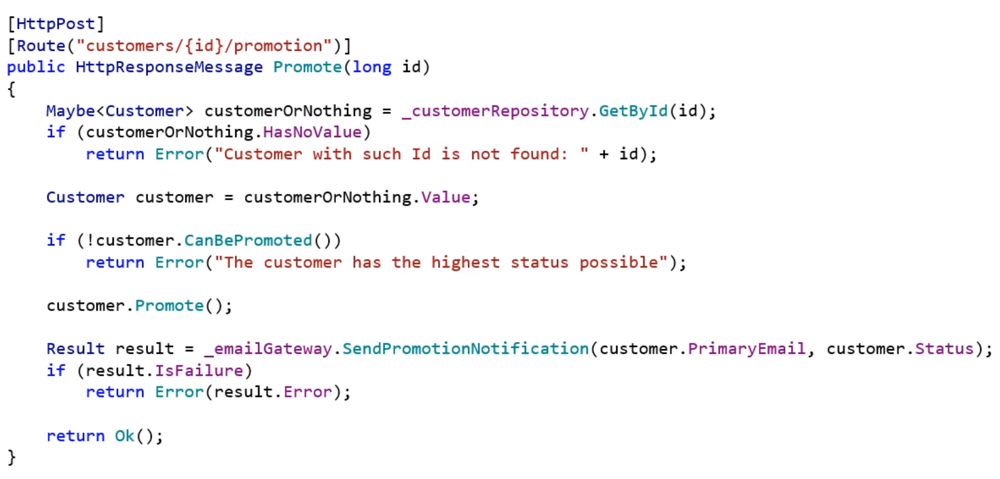 [HttpPost]
[Route("customers/{id}/promotion")]
public HttpResponseMessage Promote(long id)
{
    Maybe<Customer> customerOrNothing = _customerRepository.GetById(id);
    if (customerOrNothing.HasNoValue)
        return Error("Customer with such Id is not found: " + id);

    Customer customer = customerOrNothing.Value;

    if (!customer.CanBePromoted())
        return Error("The customer has the highest status possible");

    customer.Promote();

    Result result = _emailGateway.SendPromotionNotification(customer.PrimaryEmail, customer.Status);
    if (result.IsFailure)
        return Error(result.Error);

    return Ok();
}